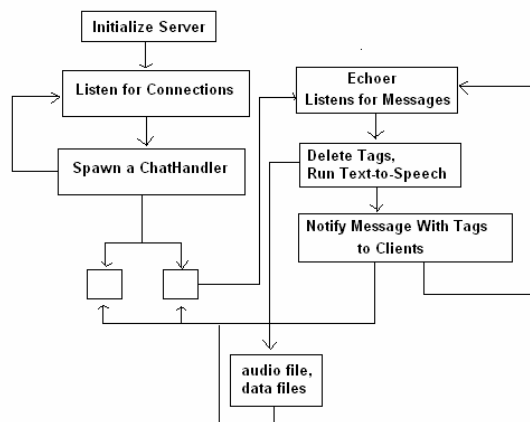 Initialize Server
Listen for Connections
Spawn a ChatHandler
Echoer
Listens for Messages
Delete Tags,
Run Text-to-Speech
Notify Message With Tags
to Clients
audio file,
data files